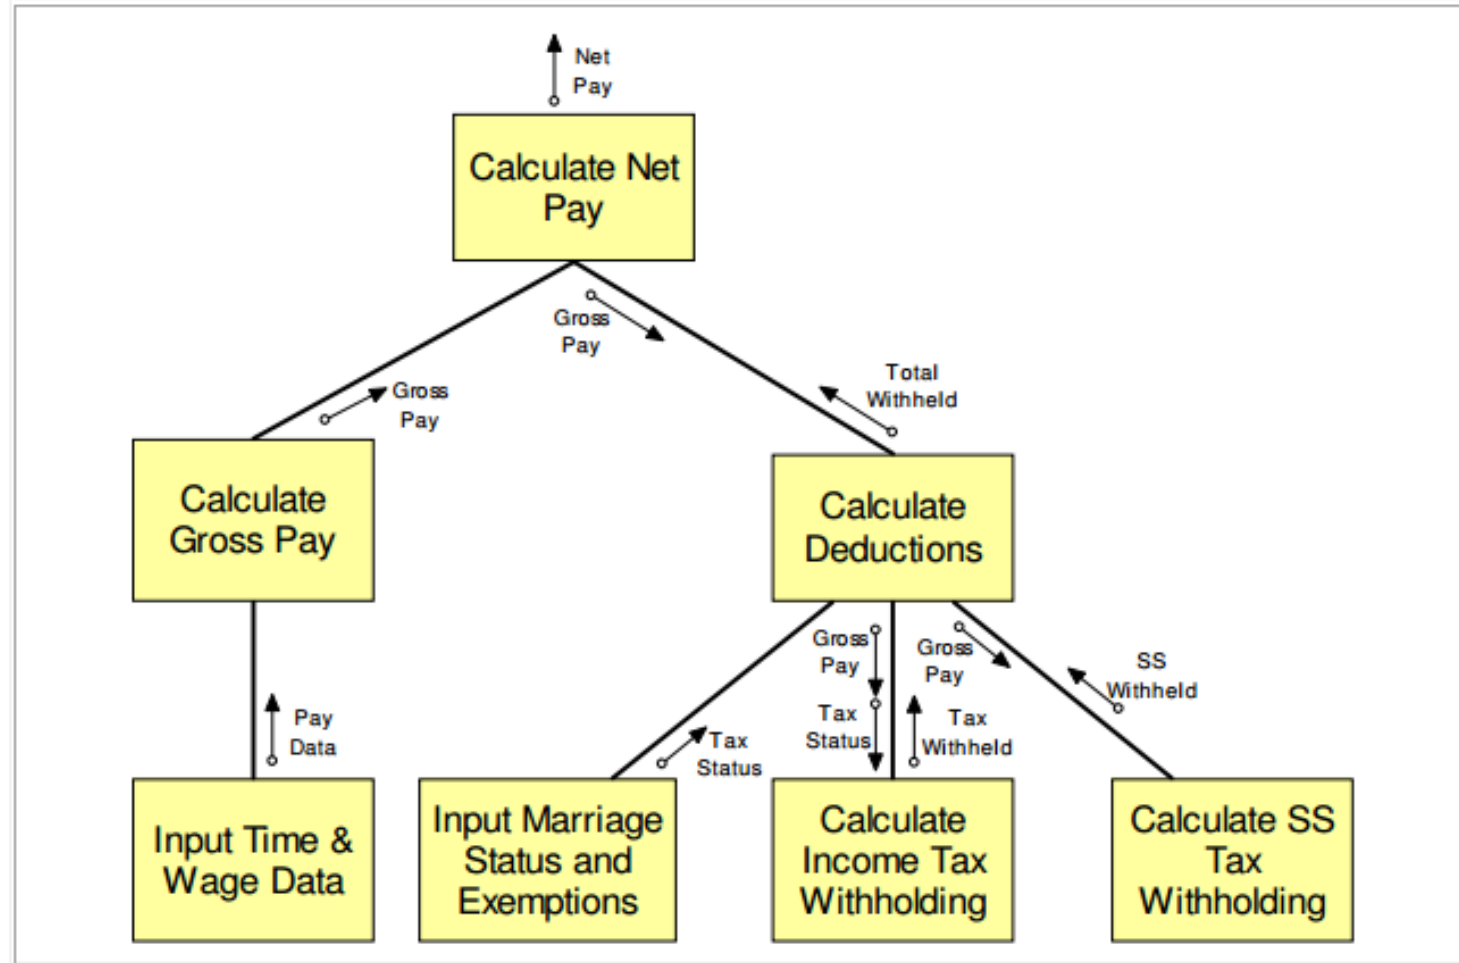 Net
Pay
Calculate Net
Pay
Gross
Pay
Gross
Pay
Total
Withheld
Calculate
Gross Pay
Calculate
Deductions
Pay
Data
Tax
Status
Gross
Pay
Tax
Status
Tax
Withheld
Gross
Pay
SS
Withheld
Input Time &
Wage Data
Input Marriage
Status and
Exemptions
Calculate
Income Tax
Withholding
Calculate SS
Tax
Withholding